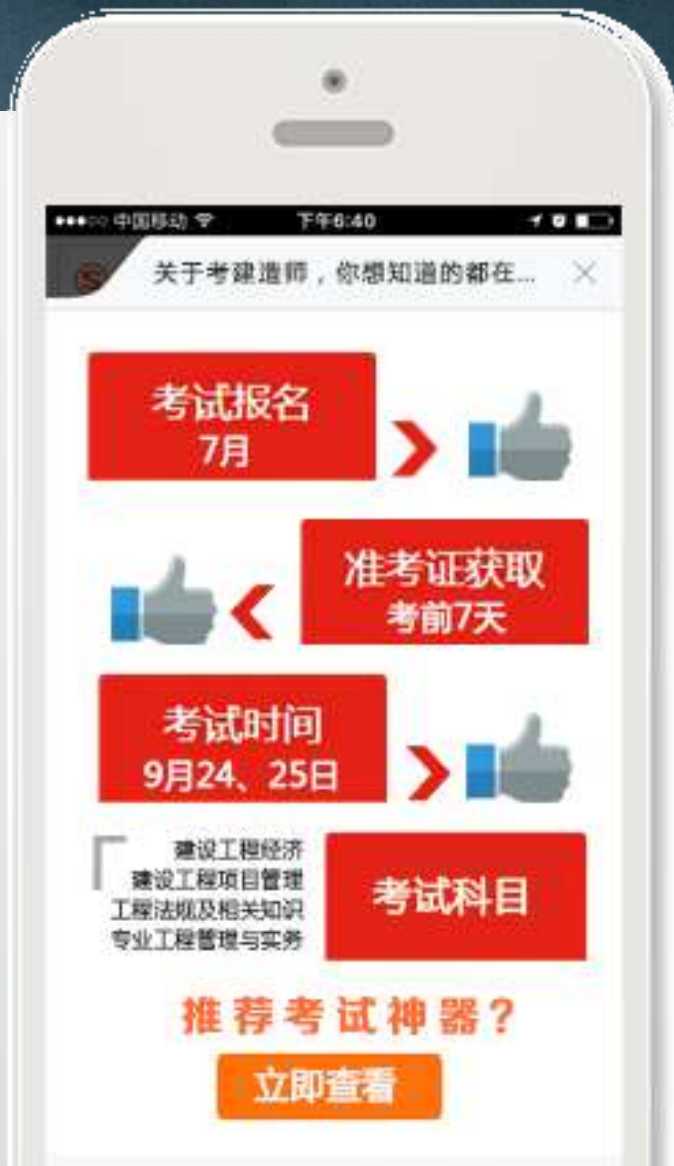 中国移动 下午6:40
关于考建造师，你想知道的都在...
考试报名
7月
准考证获取
考前7天
考试时间
9月24、25日
建设工程经济
建设工程项目管理
工程法规及相关知识
专业工程管理与实务
考试科目
推荐考试神器?
立即查看